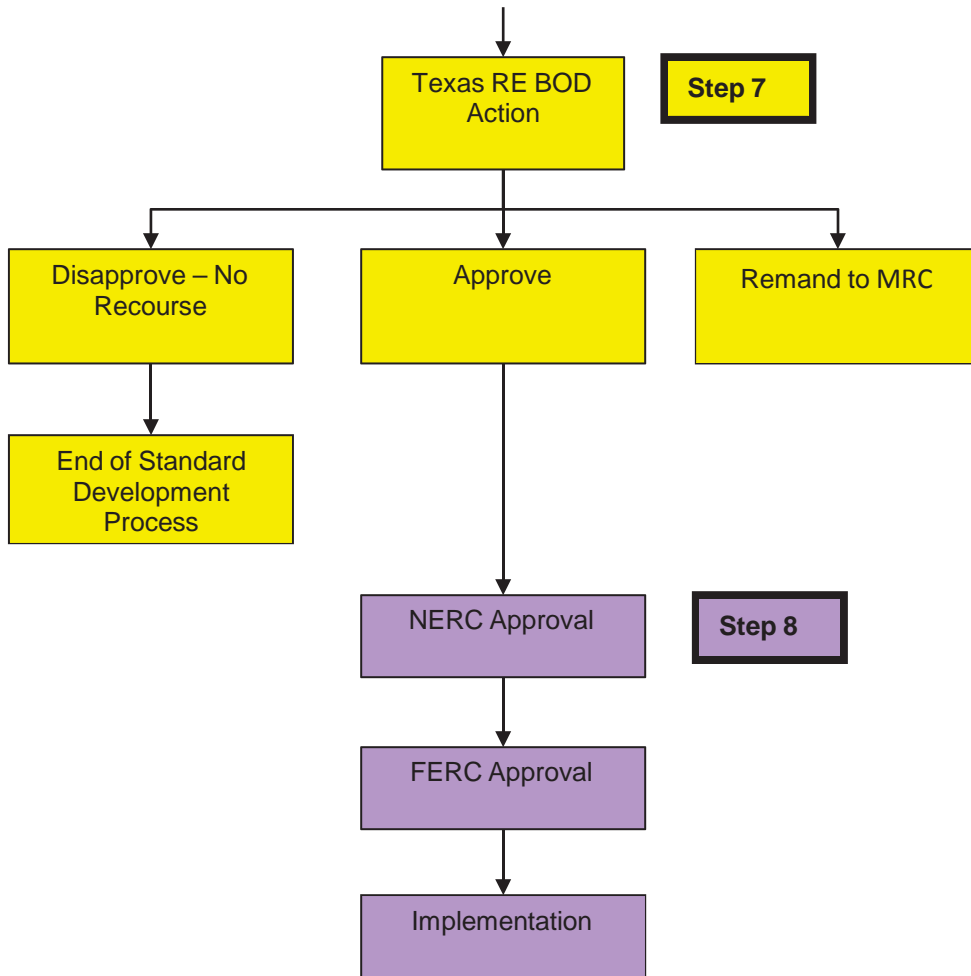 Texas RE BOD
Action
Step 7
Disapprove – No
Recourse
Approve
Remand to MRC
End of Standard
Development
Process
NERC Approval
Step 8
FERC Approval
Implementation